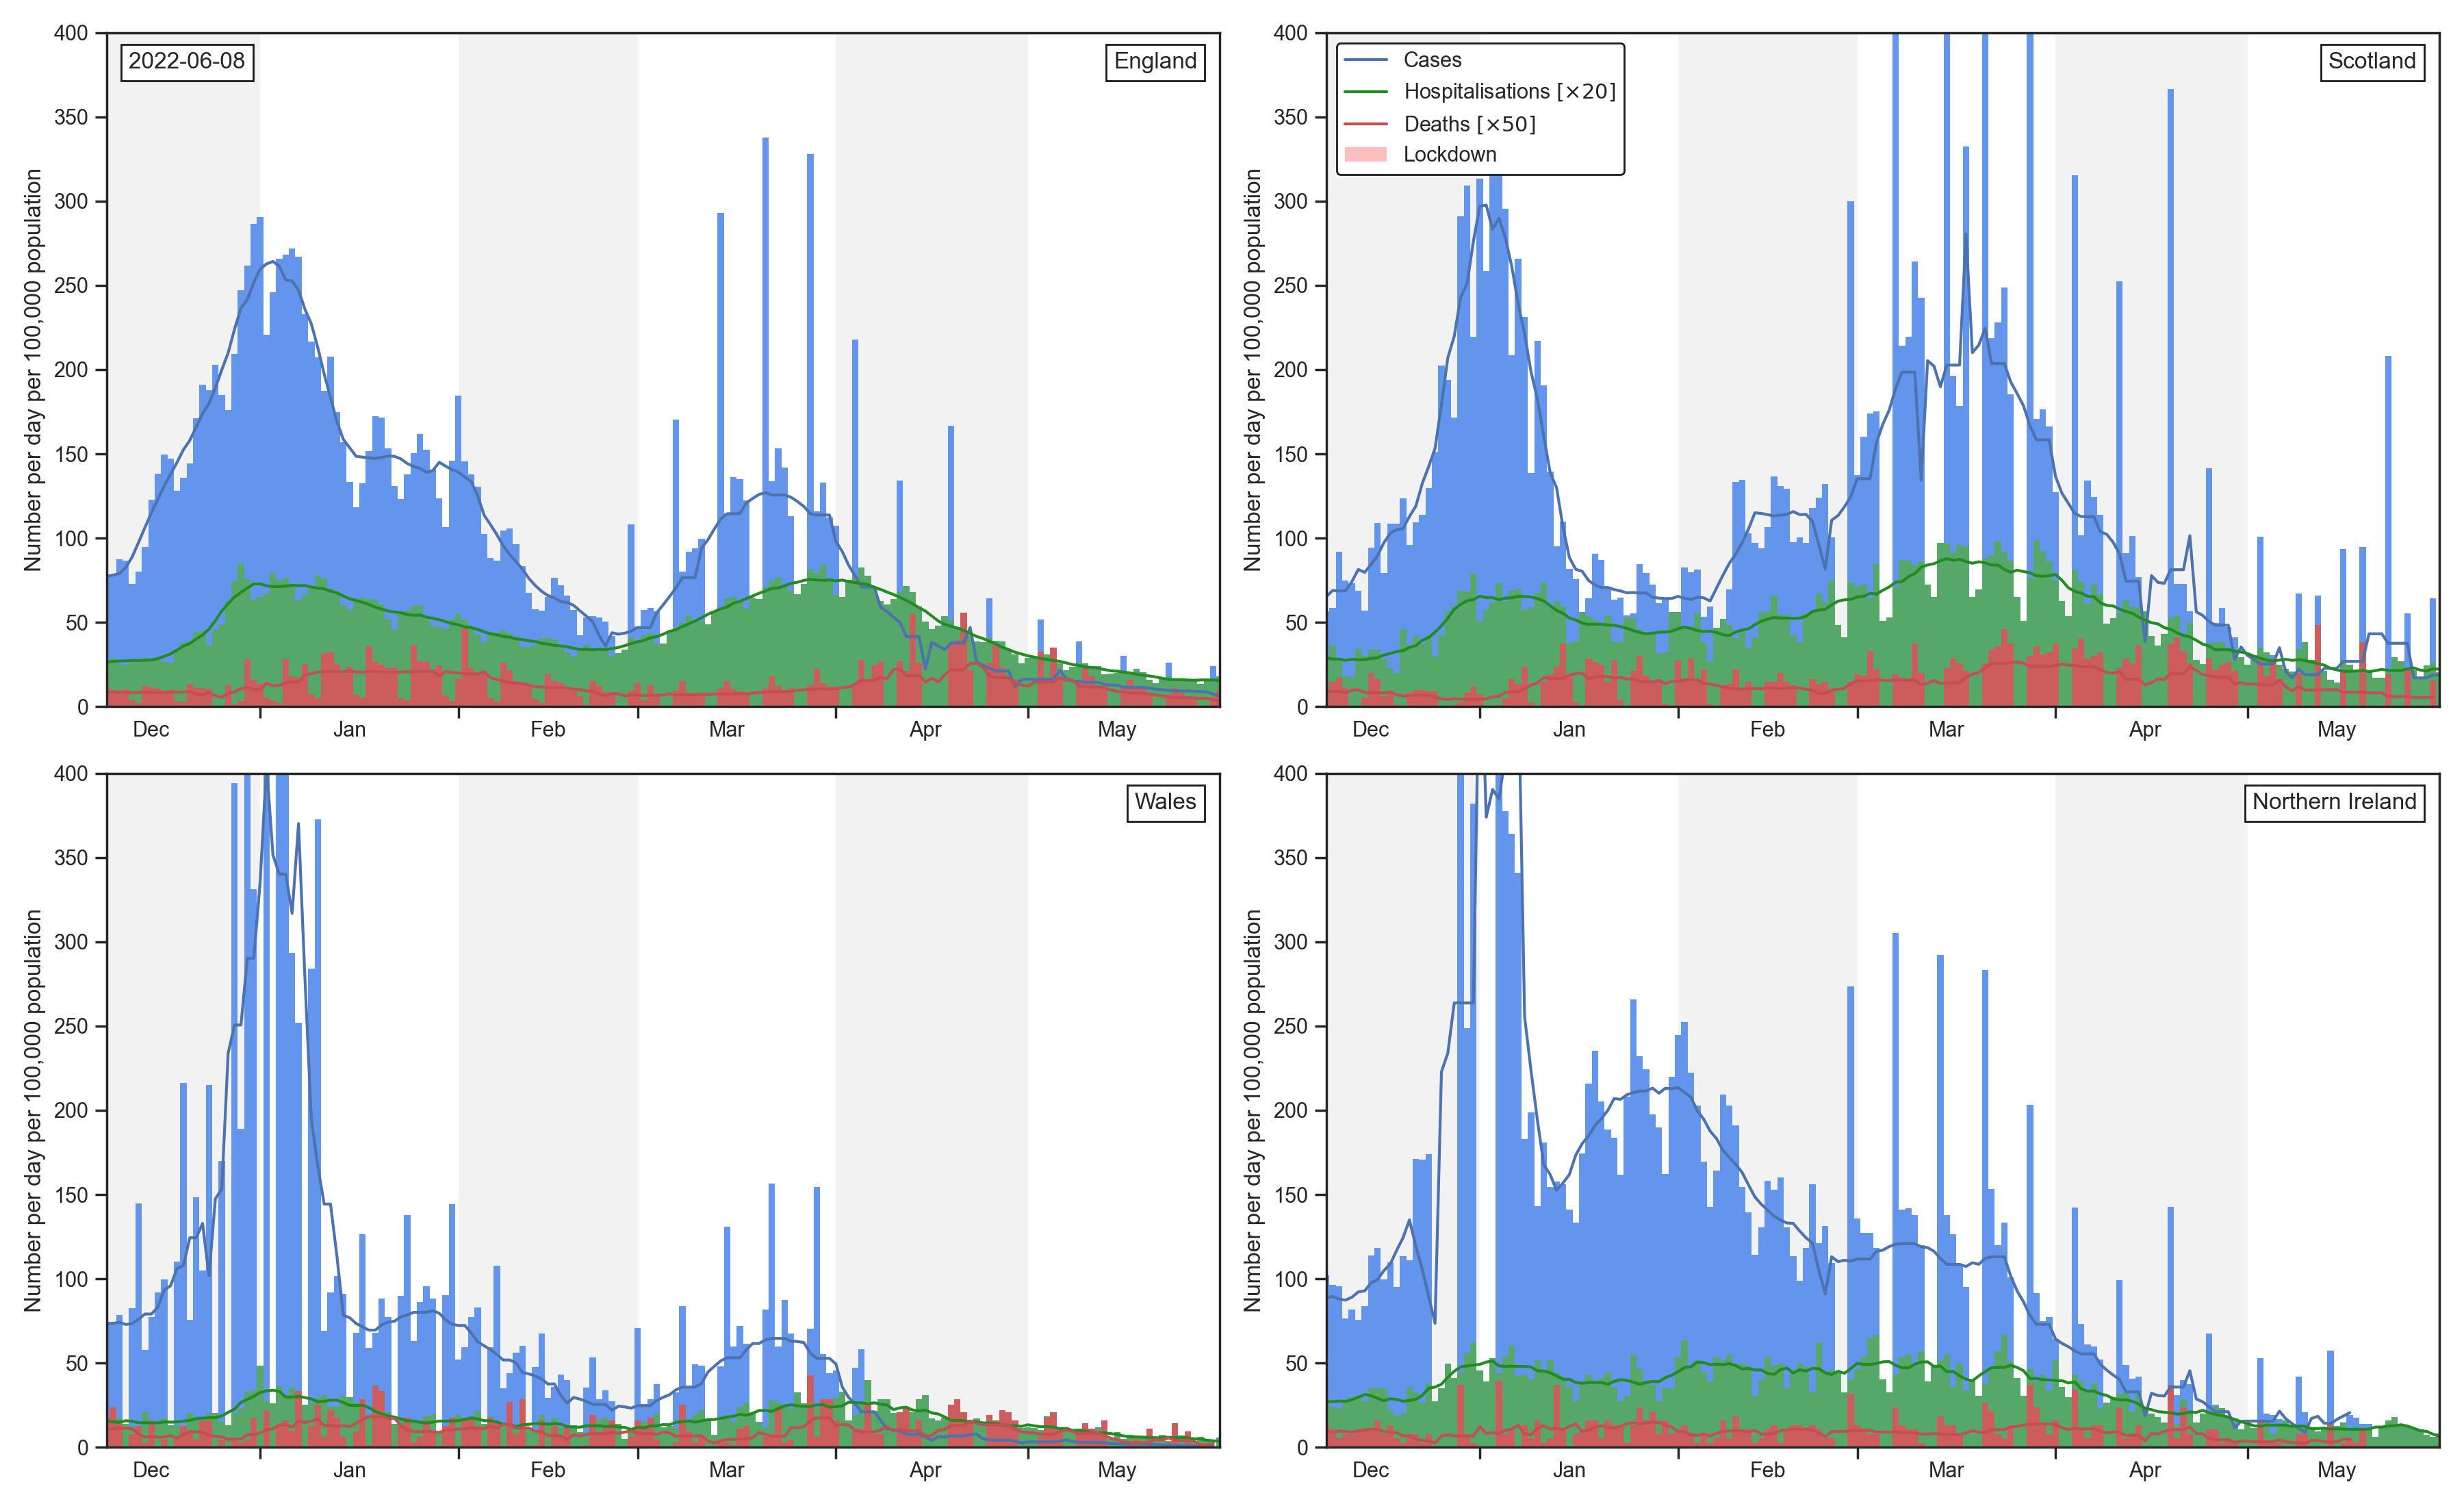 400
350
300
250
200
150
100
50
0
Number per day per 100,000 population
2022-06-08
England
Dec Jan Feb Mar Apr May
400
350
300
250
200
150
100
50
0
Number per day per 100,000 population
Cases
Hospitalisations [×20]
Deaths [×50]
Lockdown
Scotland
Dec Jan Feb Mar Apr May
400
350
300
250
200
150
100
50
0
Number per day per 100,000 population
Wales
Dec Jan Feb Mar Apr May
400
350
300
250
200
150
100
50
0
Number per day per 100,000 population
Northern Ireland
Dec Jan Feb Mar Apr May